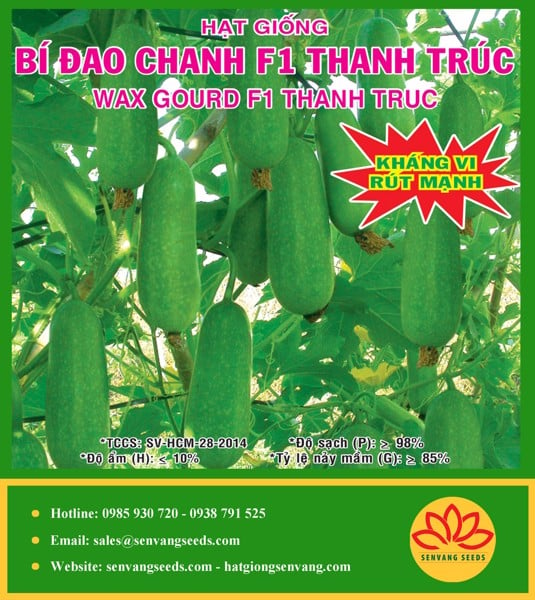 HẠT GIỐNG
BÍ ĐAO CHANH F1 THANH TRÚC
WAX GOURD F1 THANH TRUC
KHÁNG VI
RÚT MẠNH
*TCCS: SV-HCM-28-2014
*Độ sạch (P): ≥ 98%
*Độ ẩm (H): ≤ 10%
*Tỷ lệ nảy mầm (G): ≥ 85%
Hotline: 0985 930 720 - 0938 791 525
Email: sales@senvangseeds.com
Website: senvangseeds.com - hatgiongsenvang.com
SENVANG SEEDS